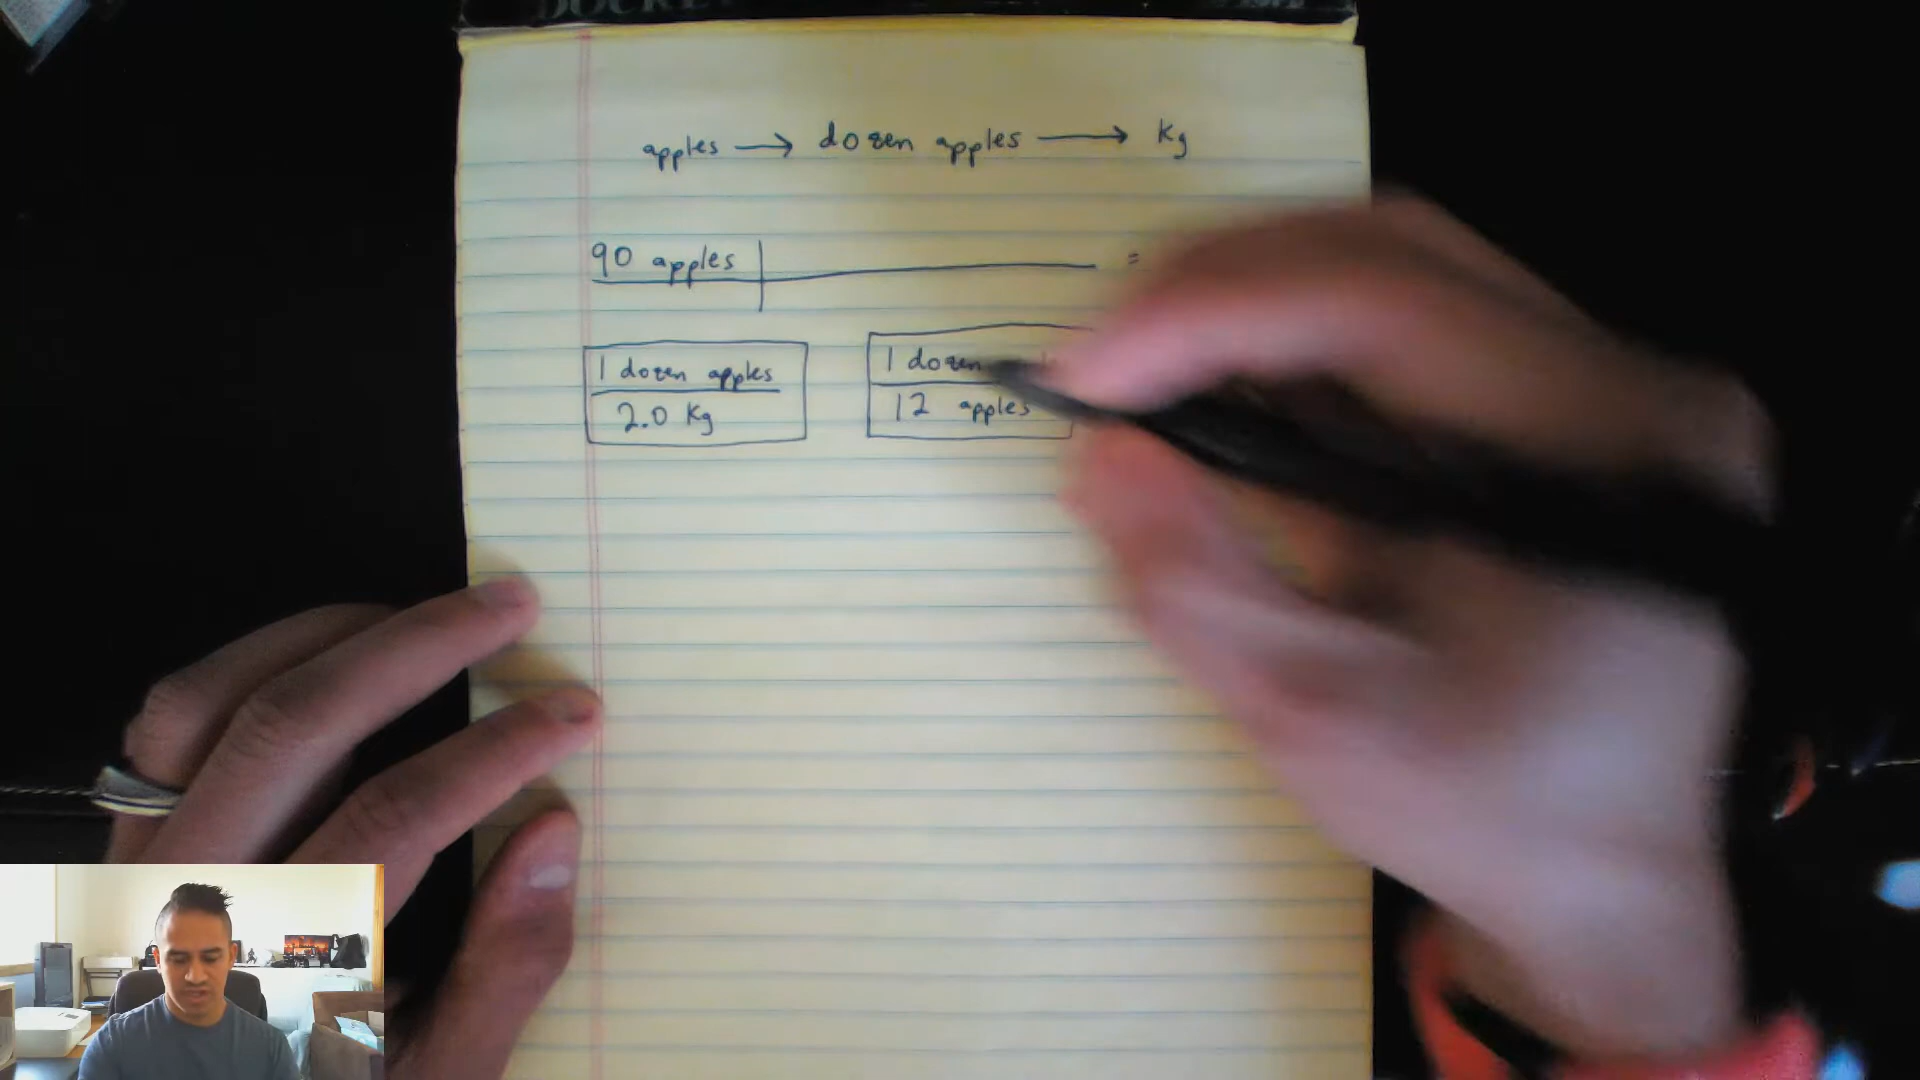 apples → dozen apples → kg
90 apples =
1 dozen apples 1 dozen
2.0 kg 12 apples